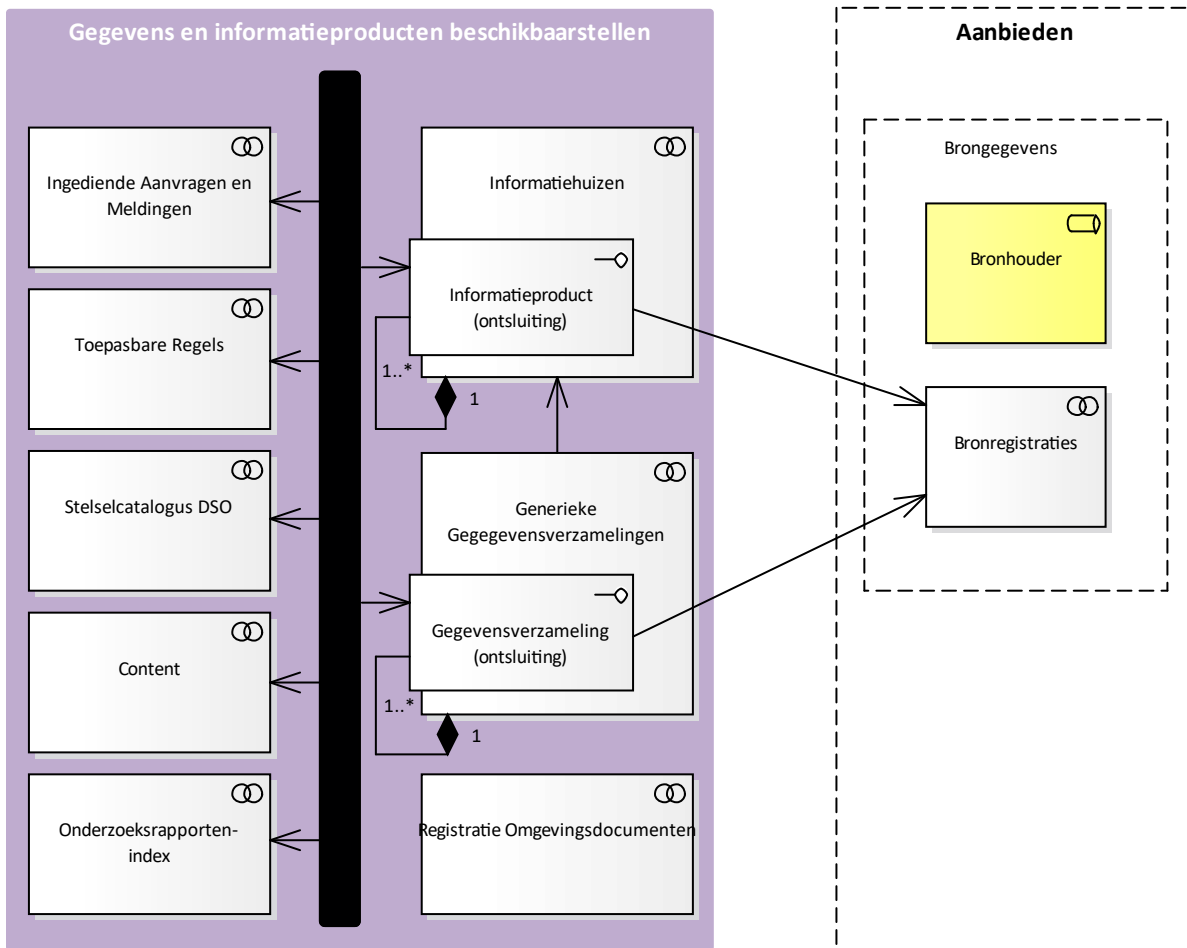 Gegevens en informatieproducten beschikbaarstellen
Ingediende Aanvragen en
Meldingen
Toepasbare Regels
Stelselcatalogus DSO
Content
Onderzoeksrapporten-
index
Informatiehuizen
Informatieproduct
(ontsluiting)
1..*
1
Generieke
Gegegevensverzamelingen
Gegevensverzameling
(ontsluiting)
1..*
1
Registratie Omgevingsdocumenten
Aanbieden
Brongegevens
Bronhouder
Bronregistraties